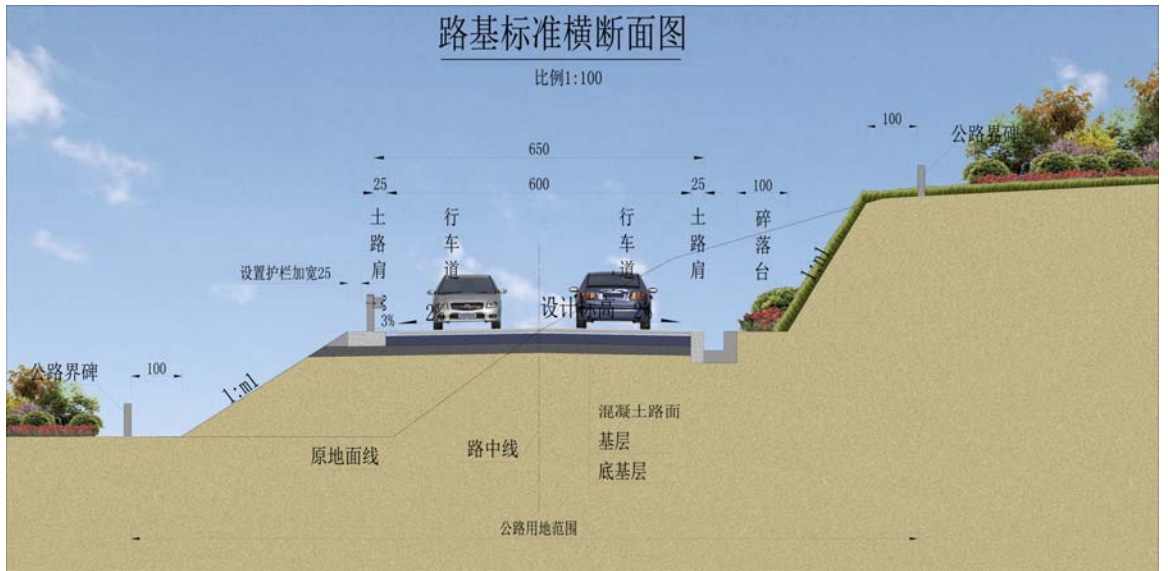 路基标准横断面图
比例1:100
100
公路界碑
650
25
600
25
100
土路肩
行车道
行车道
土路肩
碎落台
1:m1
设置护栏加宽25
3%
2%
设计标高
2%
公路界碑
100
1:m1
混凝土路面
原地面线
路中线
基层
底基层
公路用地范围